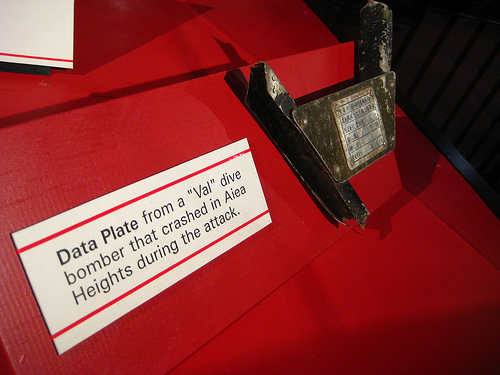 Data Plate from a "Val" dive
bomber that crashed in Aiea
Heights during the attack.